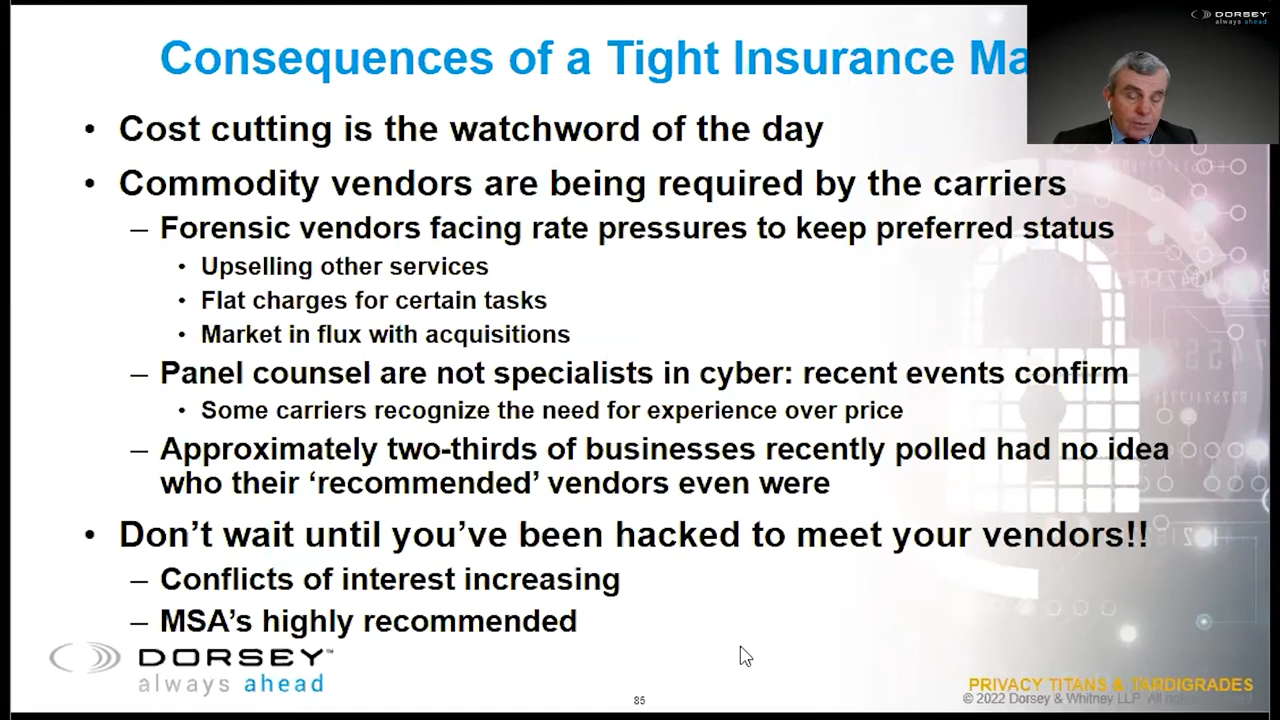 DORSEY
always ahead
Consequences of a Tight Insurance Ma
• Cost cutting is the watchword of the day
• Commodity vendors are being required by the carriers
– Forensic vendors facing rate pressures to keep preferred status
• Upselling other services
• Flat charges for certain tasks
• Market in flux with acquisitions
– Panel counsel are not specialists in cyber: recent events confirm
• Some carriers recognize the need for experience over price
– Approximately two-thirds of businesses recently polled had no idea
who their ‘recommended’ vendors even were
• Don’t wait until you’ve been hacked to meet your vendors!!
– Conflicts of interest increasing
– MSA’s highly recommended
DORSEY™
always ahead
85
PRIVACY TITANS & TARDIGRADES
© 2022 Dorsey & Whitney LLP. All rights